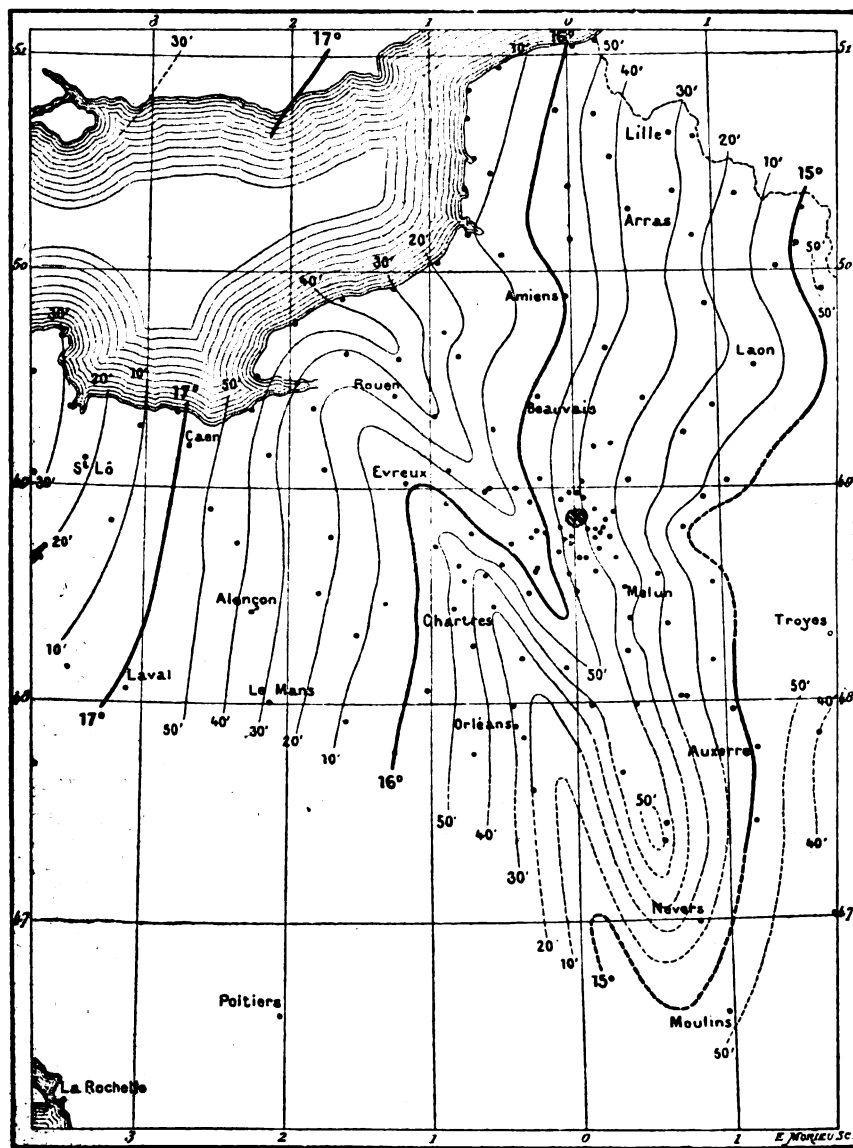 3 2 1 0 1
51 30' 17° 10' 16° 50' 51
40'
30'
Lille
20'
10'
15°
Arras
50'
20'
50 30' 50
40'
50'
Amiens
30'
Laon
20' 10' 17° 50' Rouen
Beauvais
Caen
St Lô
Evreux
49 30' 49
20'
Alençon
Melun
Chartres
Troyes
10'
50'
Laval
Le Mans
48 50' 40' 48
17° 50' 40' 30' Orléans
20'
10' Auxerre
16°
50' 50'
40' 40'
30'
47 Nevers 47
20'
10' 15°
Poitiers
Moulins
50'
La Rochelle
3 2 1 0 1
E. MORIEU Sc.